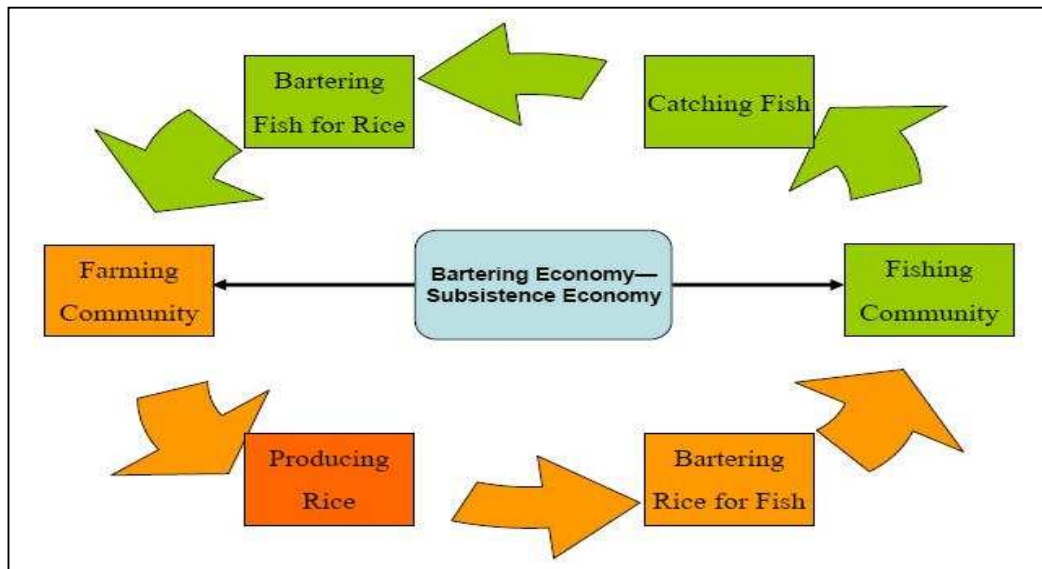 Bartering
Fish for Rice
Catching Fish
Farming
Community
Bartering Economy—
Subsistence Economy
Fishing
Community
Producing
Rice
Bartering
Rice for Fish